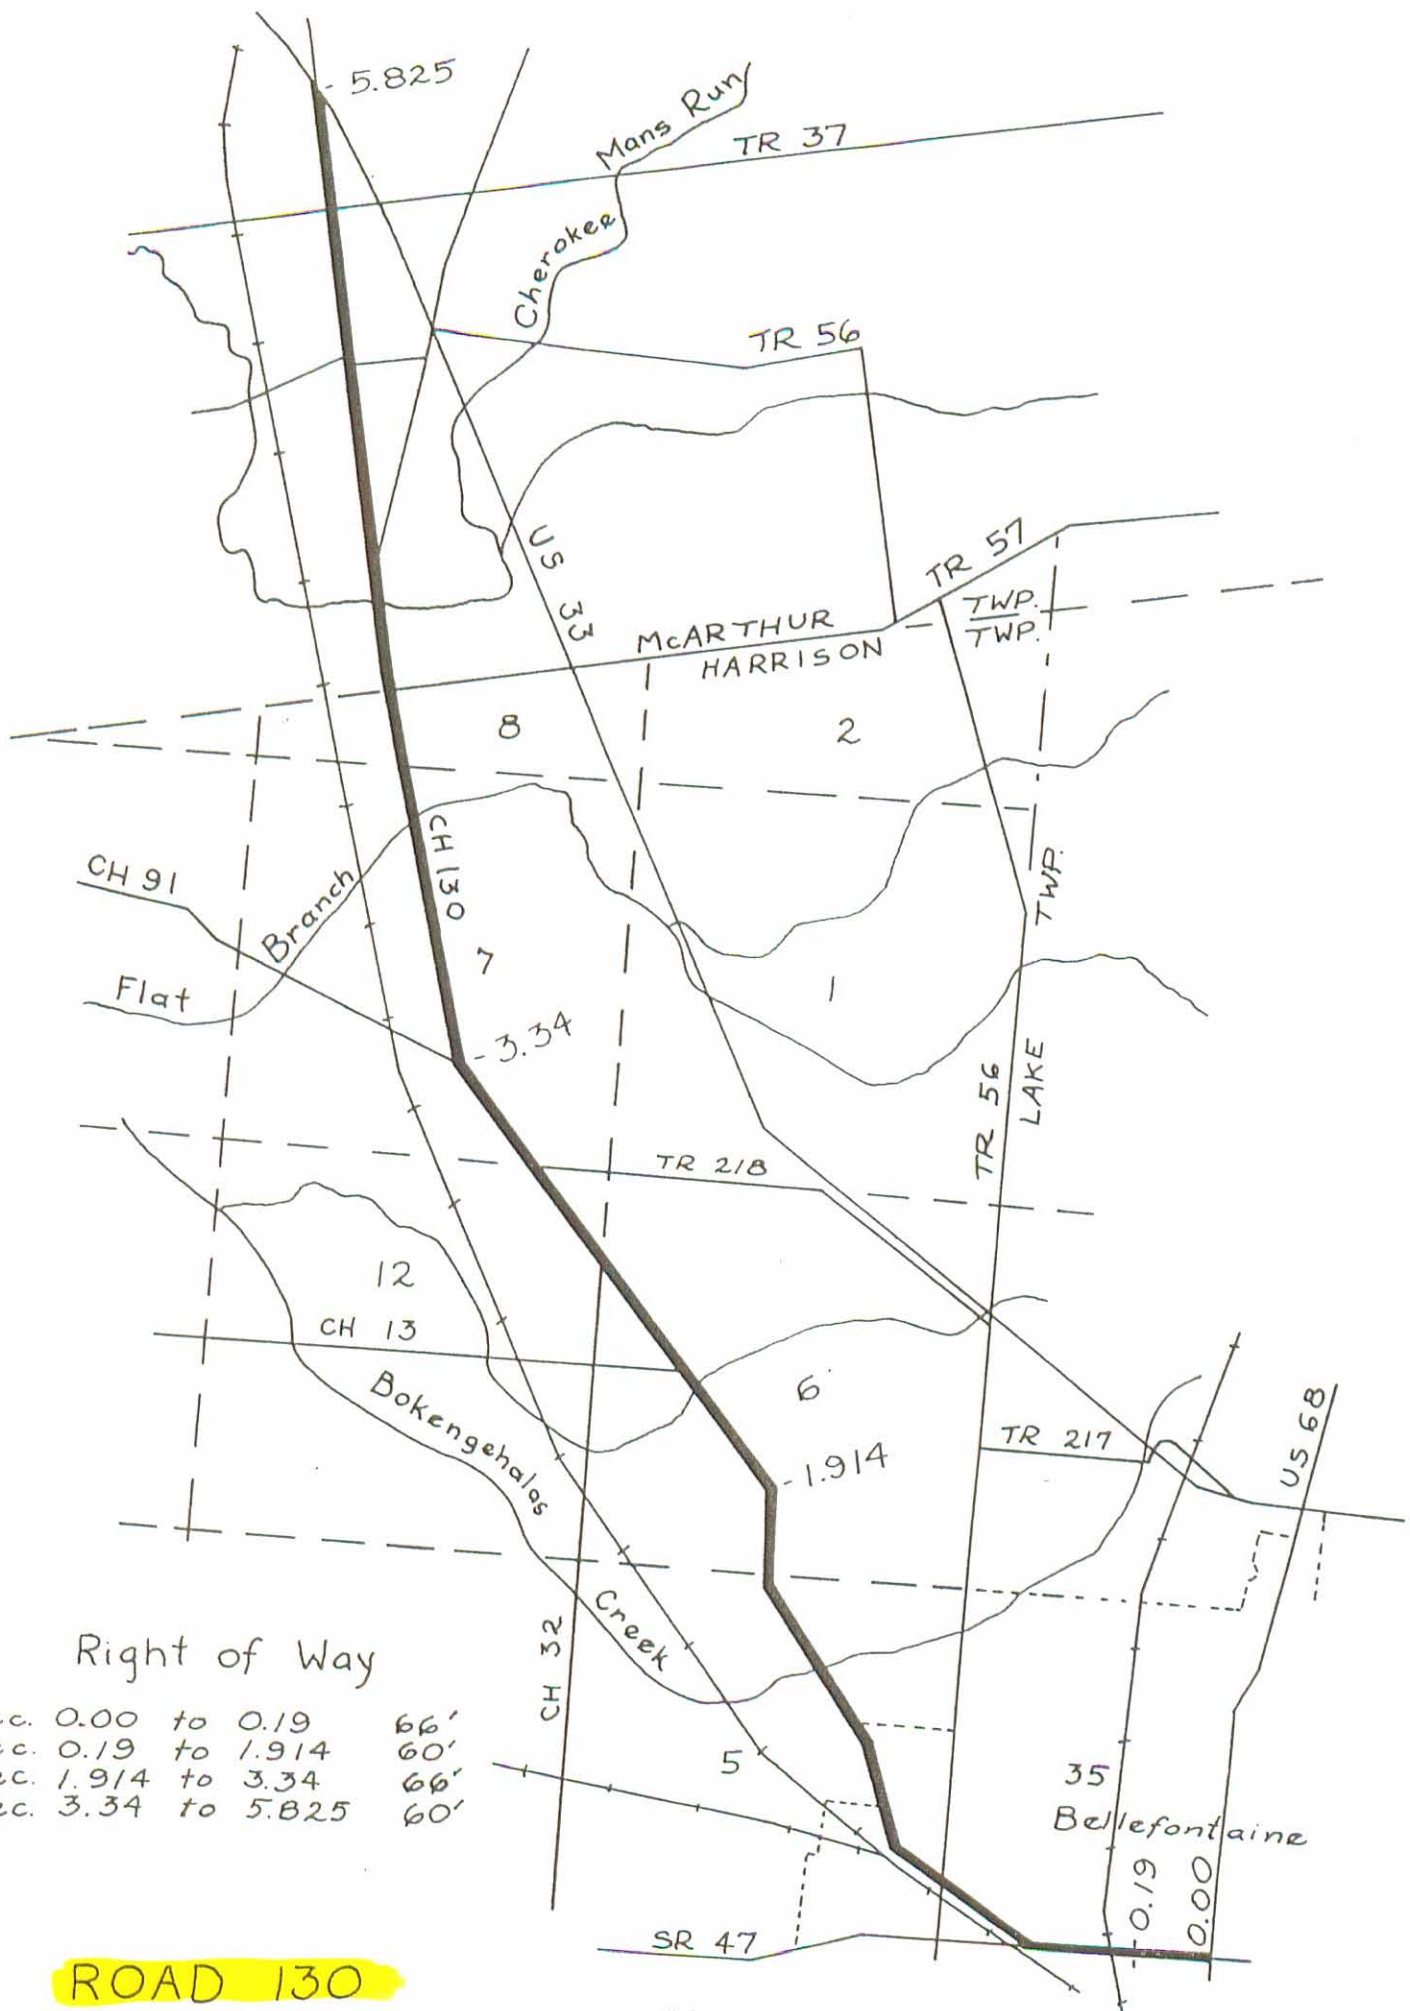 - 5.825
Mans Run
TR 37
Cherokee
TR 56
US 33
TR 57
TWP.
TWP.
McARTHUR
HARRISON
8
2
CH 130
CH 91
Branch
TWP.
7
Flat
1
- 3.34
TR 56
LAKE
TR 218
12
CH 13
6
Bokengehalas
US 68
TR 217
- 1.914
Creek
CH 32
Right of Way
c. 0.00 to 0.19 66'
c. 0.19 to 1.914 60'
ec. 1.914 to 3.34 66'
ec. 3.34 to 5.825 60'
5
35
Bellefontaine
- 0.19
0.00
SR 47
ROAD 130